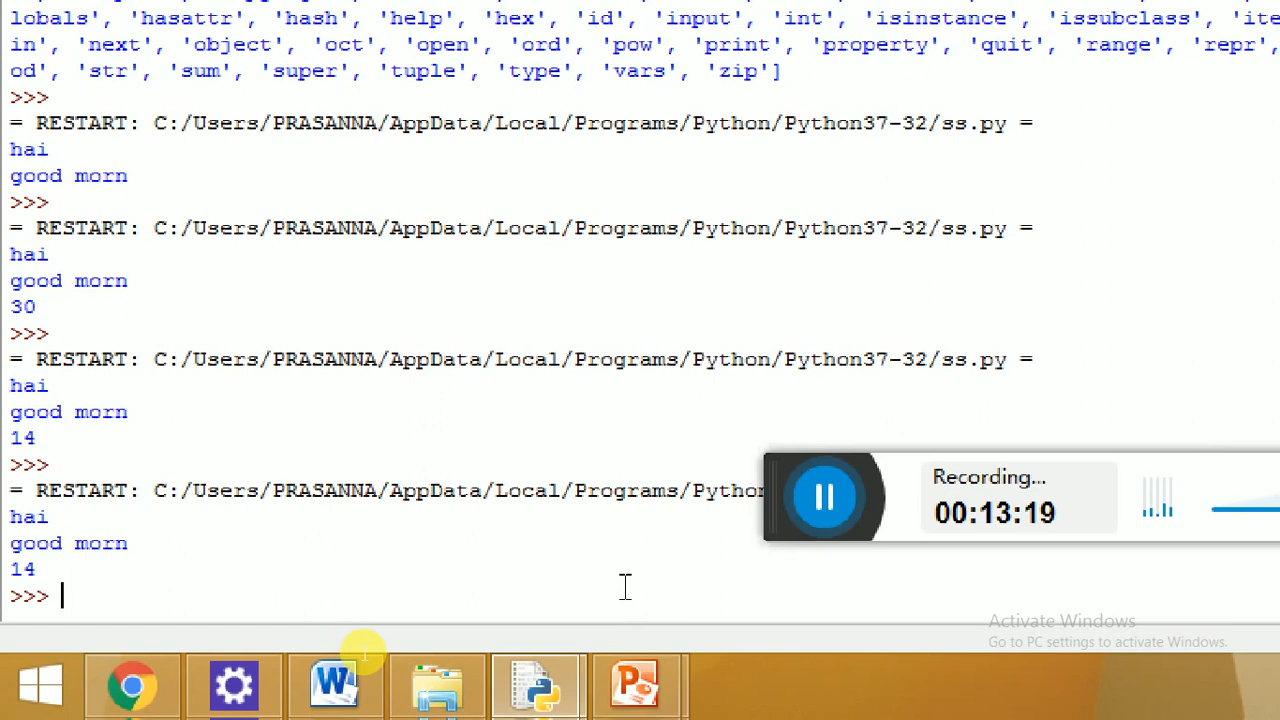 lobals', 'hasattr', 'hash', 'help', 'hex', 'id', 'input', 'int', 'isinstance', 'issubclass', 'ite
in', 'next', 'object', 'oct', 'open', 'ord', 'pow', 'print', 'property', 'quit', 'range', 'repr',
od', 'str', 'sum', 'super', 'tuple', 'type', 'vars', 'zip']
>>>
= RESTART: C:/Users/PRASANNA/AppData/Local/Programs/Python/Python37-32/ss.py =
hai
good morn
>>>
= RESTART: C:/Users/PRASANNA/AppData/Local/Programs/Python/Python37-32/ss.py =
hai
good morn
30
>>>
= RESTART: C:/Users/PRASANNA/AppData/Local/Programs/Python/Python37-32/ss.py =
hai
good morn
14
>>>
= RESTART: C:/Users/PRASANNA/AppData/Local/Programs/Python
hai
good morn
14
>>>
Recording...
00:13:19
Activate Windows
Go to PC settings to activate Windows.